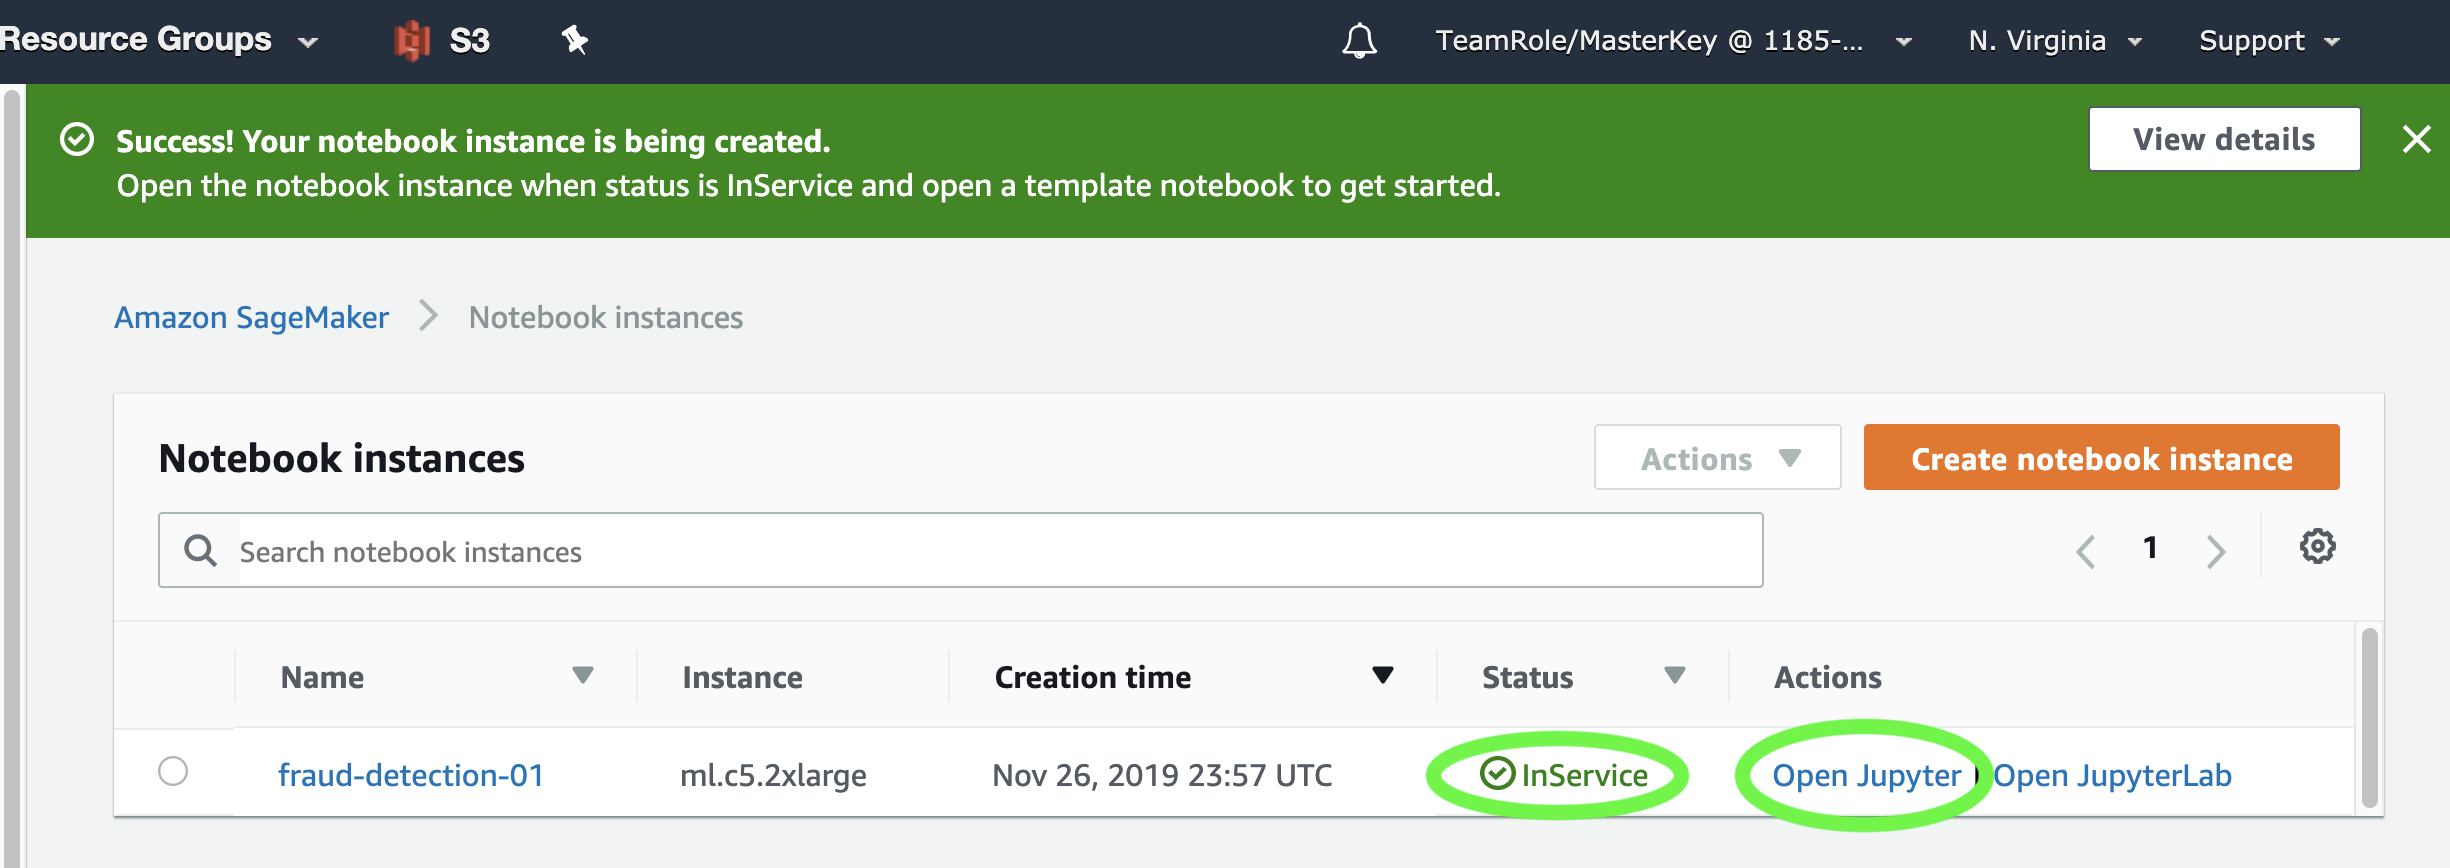 Resource Groups S3 TeamRole/MasterKey @ 1185-... N. Virginia Support
Success! Your notebook instance is being created. View details
Open the notebook instance when status is InService and open a template notebook to get started.
Amazon SageMaker Notebook instances
Notebook instances Actions Create notebook instance
Search notebook instances 1
Name Instance Creation time Status Actions
fraud-detection-01 ml.c5.2xlarge Nov 26, 2019 23:57 UTC InService Open Jupyter Open JupyterLab